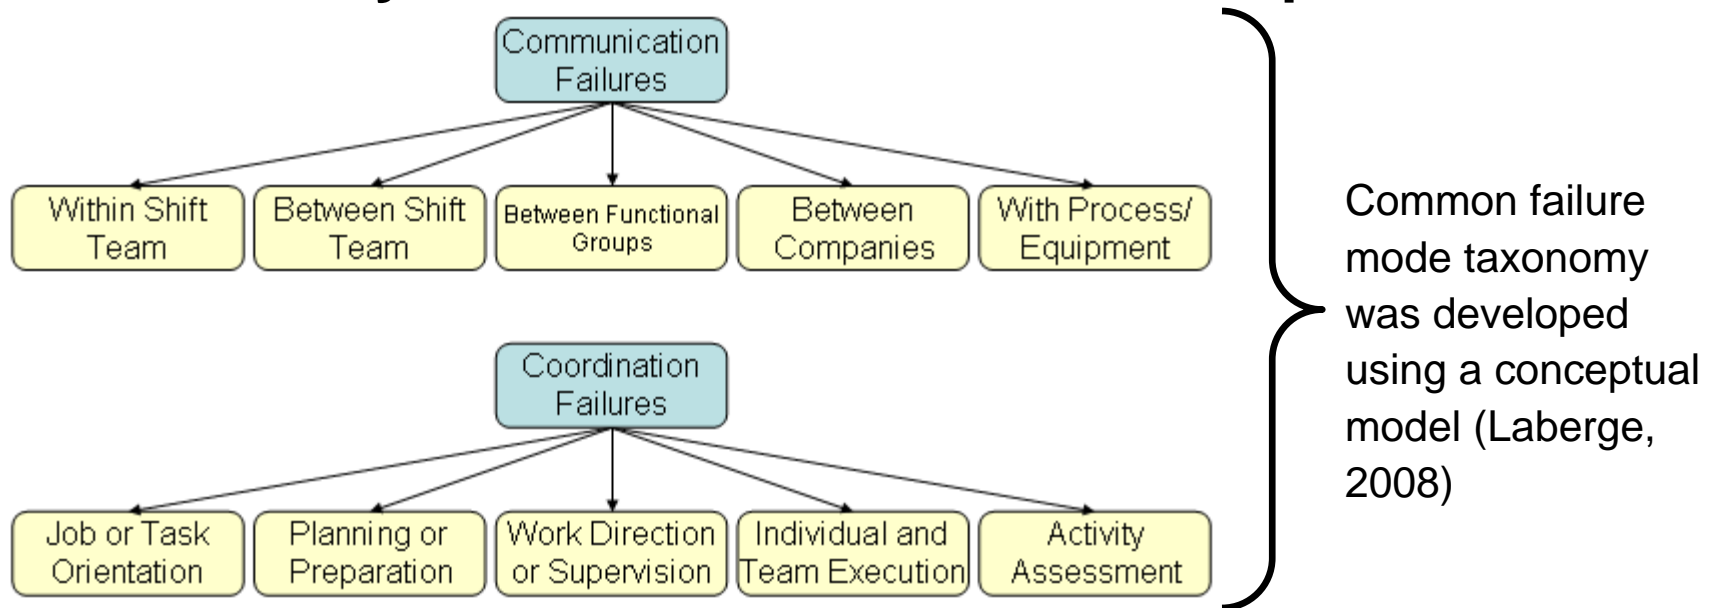 Communication
Failures
Within Shift
Team
Between Shift
Team
Between Functional
Groups
Between
Companies
With Process/
Equipment
Coordination
Failures
Job or Task
Orientation
Planning or
Preparation
Work Direction
or Supervision
Individual and
Team Execution
Activity
Assessment
Common failure
mode taxonomy
was developed
using a conceptual
model (Laberge,
2008)